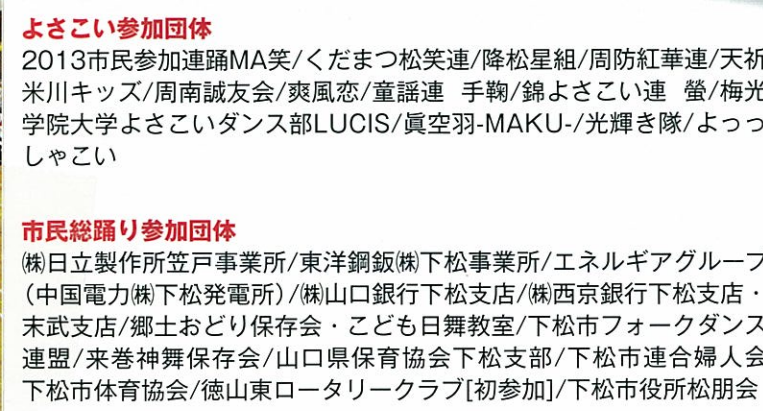 よさこい参加団体
2013市民参加連踊MA笑/くだまつ松笑連/降松星組/周防紅華連/天祈
米川キッズ/周南誠友会/爽風恋/童謡連 手鞠/錦よさこい連 螢/梅光
学院大学よさこいダンス部LUCIS/眞空羽-MAKU-/光輝き隊/よっっ
しゃこい
市民総踊り参加団体
㈱日立製作所笠戸事業所/東洋鋼鈑㈱下松事業所/エネルギアグループ
（中国電力㈱下松発電所）/㈱山口銀行下松支店/㈱西京銀行下松支店・
末武支店/郷土おどり保存会・こども日舞教室/下松市フォークダンス
連盟/来巻神舞保存会/山口県保育協会下松支部/下松市連合婦人会
下松市体育協会/徳山東ロータリークラブ[初参加]/下松市役所松朋会